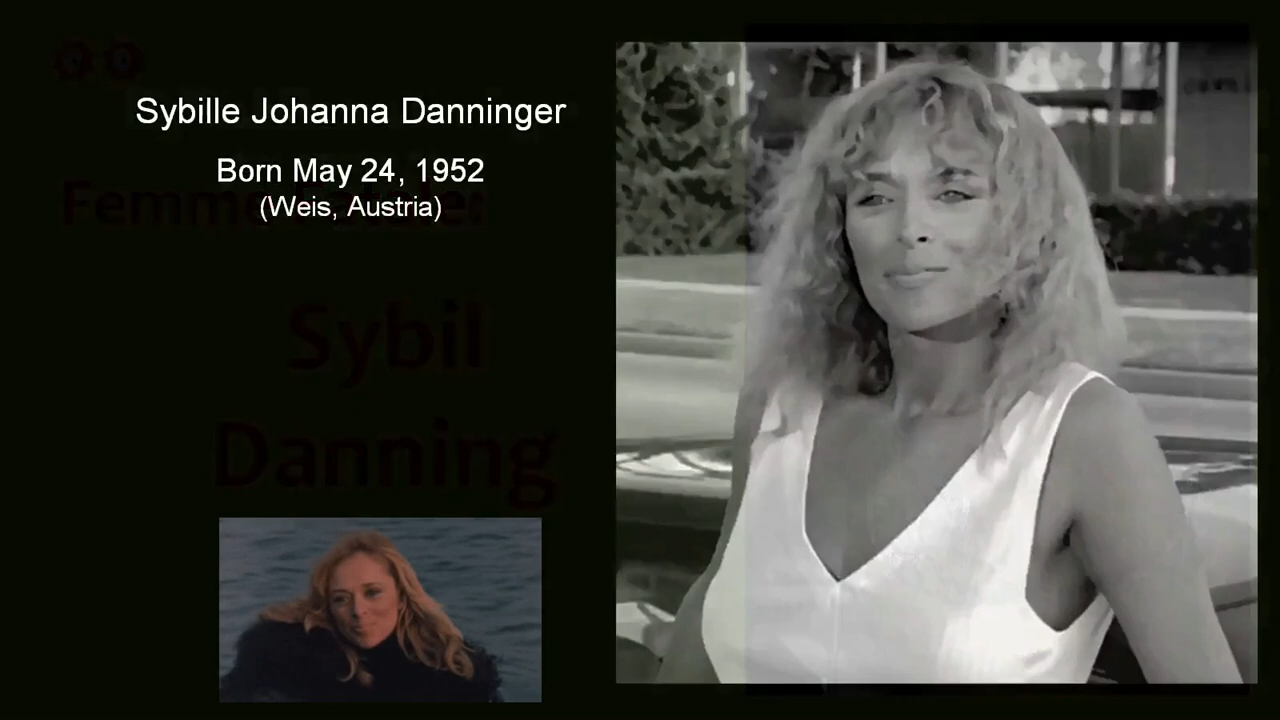 Sybille Johanna Danninger
Born May 24, 1952
(Weis, Austria)
Sybil
Danning